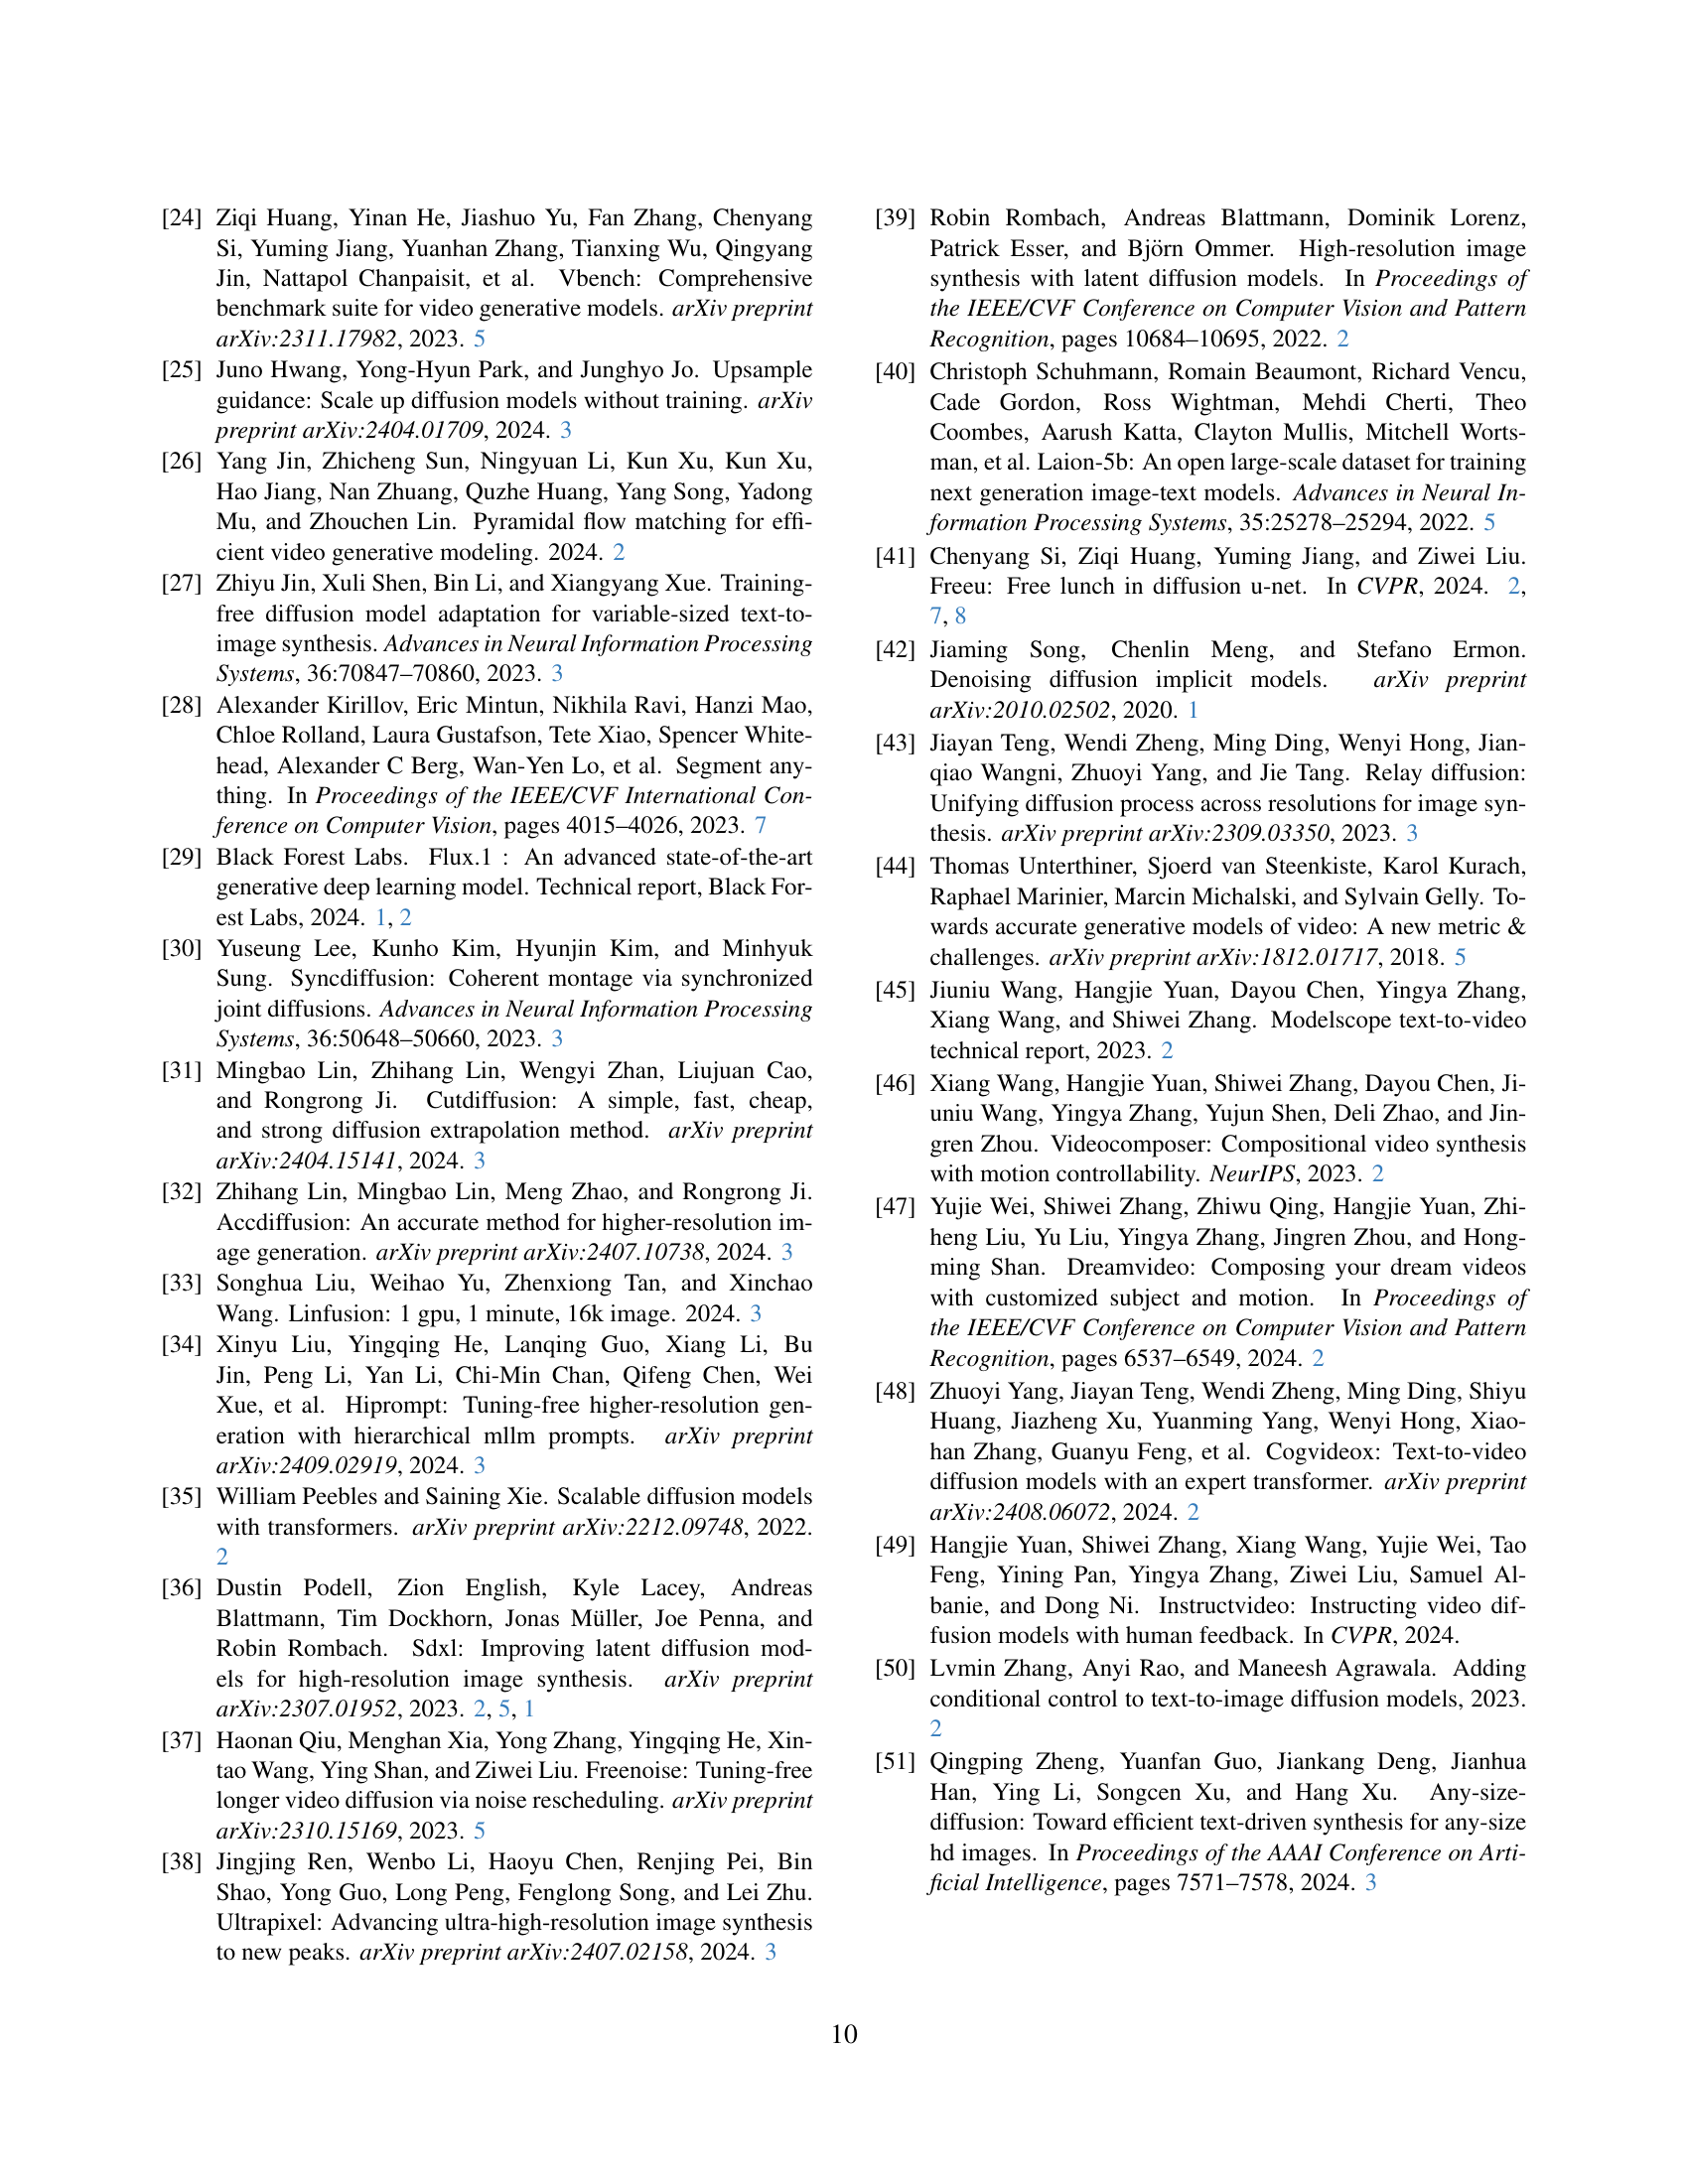 [24] Ziqi Huang, Yinan He, Jiashuo Yu, Fan Zhang, Chenyang
Si, Yuming Jiang, Yuanhan Zhang, Tianxing Wu, Qingyang
Jin, Nattapol Chanpaisit, et al. Vbench: Comprehensive
benchmark suite for video generative models. arXiv preprint
arXiv:2311.17982, 2023. 5
[25] Juno Hwang, Yong-Hyun Park, and Junghyo Jo. Upsample
guidance: Scale up diffusion models without training. arXiv
preprint arXiv:2404.01709, 2024. 3
[26] Yang Jin, Zhicheng Sun, Ningyuan Li, Kun Xu, Kun Xu,
Hao Jiang, Nan Zhuang, Quzhe Huang, Yang Song, Yadong
Mu, and Zhouchen Lin. Pyramidal flow matching for effi-
cient video generative modeling. 2024. 2
[27] Zhiyu Jin, Xuli Shen, Bin Li, and Xiangyang Xue. Training-
free diffusion model adaptation for variable-sized text-to-
image synthesis. Advances in Neural Information Processing
Systems, 36:70847–70860, 2023. 3
[28] Alexander Kirillov, Eric Mintun, Nikhila Ravi, Hanzi Mao,
Chloe Rolland, Laura Gustafson, Tete Xiao, Spencer White-
head, Alexander C Berg, Wan-Yen Lo, et al. Segment any-
thing. In Proceedings of the IEEE/CVF International Con-
ference on Computer Vision, pages 4015–4026, 2023. 7
[29] Black Forest Labs. Flux.1 : An advanced state-of-the-art
generative deep learning model. Technical report, Black For-
est Labs, 2024. 1, 2
[30] Yuseung Lee, Kunho Kim, Hyunjin Kim, and Minhyuk
Sung. Syncdiffusion: Coherent montage via synchronized
joint diffusions. Advances in Neural Information Processing
Systems, 36:50648–50660, 2023. 3
[31] Mingbao Lin, Zhihang Lin, Wengyi Zhan, Liujuan Cao,
and Rongrong Ji. Cutdiffusion: A simple, fast, cheap,
and strong diffusion extrapolation method. arXiv preprint
arXiv:2404.15141, 2024. 3
[32] Zhihang Lin, Mingbao Lin, Meng Zhao, and Rongrong Ji.
Accdiffusion: An accurate method for higher-resolution im-
age generation. arXiv preprint arXiv:2407.10738, 2024. 3
[33] Songhua Liu, Weihao Yu, Zhenxiong Tan, and Xinchao
Wang. Linfusion: 1 gpu, 1 minute, 16k image. 2024. 3
[34] Xinyu Liu, Yingqing He, Lanqing Guo, Xiang Li, Bu
Jin, Peng Li, Yan Li, Chi-Min Chan, Qifeng Chen, Wei
Xue, et al. Hiprompt: Tuning-free higher-resolution gen-
eration with hierarchical mllm prompts. arXiv preprint
arXiv:2409.02919, 2024. 3
[35] William Peebles and Saining Xie. Scalable diffusion models
with transformers. arXiv preprint arXiv:2212.09748, 2022.
2
[36] Dustin Podell, Zion English, Kyle Lacey, Andreas
Blattmann, Tim Dockhorn, Jonas Müller, Joe Penna, and
Robin Rombach. Sdxl: Improving latent diffusion mod-
els for high-resolution image synthesis. arXiv preprint
arXiv:2307.01952, 2023. 2, 5, 1
[37] Haonan Qiu, Menghan Xia, Yong Zhang, Yingqing He, Xin-
tao Wang, Ying Shan, and Ziwei Liu. Freenoise: Tuning-free
longer video diffusion via noise rescheduling. arXiv preprint
arXiv:2310.15169, 2023. 5
[38] Jingjing Ren, Wenbo Li, Haoyu Chen, Renjing Pei, Bin
Shao, Yong Guo, Long Peng, Fenglong Song, and Lei Zhu.
Ultrapixel: Advancing ultra-high-resolution image synthesis
to new peaks. arXiv preprint arXiv:2407.02158, 2024. 3
[39] Robin Rombach, Andreas Blattmann, Dominik Lorenz,
Patrick Esser, and Björn Ommer. High-resolution image
synthesis with latent diffusion models. In Proceedings of
the IEEE/CVF Conference on Computer Vision and Pattern
Recognition, pages 10684–10695, 2022. 2
[40] Christoph Schuhmann, Romain Beaumont, Richard Vencu,
Cade Gordon, Ross Wightman, Mehdi Cherti, Theo
Coombes, Aarush Katta, Clayton Mullis, Mitchell Worts-
man, et al. Laion-5b: An open large-scale dataset for training
next generation image-text models. Advances in Neural In-
formation Processing Systems, 35:25278–25294, 2022. 5
[41] Chenyang Si, Ziqi Huang, Yuming Jiang, and Ziwei Liu.
Freeu: Free lunch in diffusion u-net. In CVPR, 2024. 2,
7, 8
[42] Jiaming Song, Chenlin Meng, and Stefano Ermon.
Denoising diffusion implicit models. arXiv preprint
arXiv:2010.02502, 2020. 1
[43] Jiayan Teng, Wendi Zheng, Ming Ding, Wenyi Hong, Jian-
qiao Wangni, Zhuoyi Yang, and Jie Tang. Relay diffusion:
Unifying diffusion process across resolutions for image syn-
thesis. arXiv preprint arXiv:2309.03350, 2023. 3
[44] Thomas Unterthiner, Sjoerd van Steenkiste, Karol Kurach,
Raphael Marinier, Marcin Michalski, and Sylvain Gelly. To-
wards accurate generative models of video: A new metric &
challenges. arXiv preprint arXiv:1812.01717, 2018. 5
[45] Jiuniu Wang, Hangjie Yuan, Dayou Chen, Yingya Zhang,
Xiang Wang, and Shiwei Zhang. Modelscope text-to-video
technical report, 2023. 2
[46] Xiang Wang, Hangjie Yuan, Shiwei Zhang, Dayou Chen, Ji-
uniu Wang, Yingya Zhang, Yujun Shen, Deli Zhao, and Jin-
gren Zhou. Videocomposer: Compositional video synthesis
with motion controllability. NeurIPS, 2023. 2
[47] Yujie Wei, Shiwei Zhang, Zhiwu Qing, Hangjie Yuan, Zhi-
heng Liu, Yu Liu, Yingya Zhang, Jingren Zhou, and Hong-
ming Shan. Dreamvideo: Composing your dream videos
with customized subject and motion. In Proceedings of
the IEEE/CVF Conference on Computer Vision and Pattern
Recognition, pages 6537–6549, 2024. 2
[48] Zhuoyi Yang, Jiayan Teng, Wendi Zheng, Ming Ding, Shiyu
Huang, Jiazheng Xu, Yuanming Yang, Wenyi Hong, Xiao-
han Zhang, Guanyu Feng, et al. Cogvideox: Text-to-video
diffusion models with an expert transformer. arXiv preprint
arXiv:2408.06072, 2024. 2
[49] Hangjie Yuan, Shiwei Zhang, Xiang Wang, Yujie Wei, Tao
Feng, Yining Pan, Yingya Zhang, Ziwei Liu, Samuel Al-
banie, and Dong Ni. Instructvideo: Instructing video dif-
fusion models with human feedback. In CVPR, 2024.
[50] Lvmin Zhang, Anyi Rao, and Maneesh Agrawala. Adding
conditional control to text-to-image diffusion models, 2023.
2
[51] Qingping Zheng, Yuanfan Guo, Jiankang Deng, Jianhua
Han, Ying Li, Songcen Xu, and Hang Xu. Any-size-
diffusion: Toward efficient text-driven synthesis for any-size
hd images. In Proceedings of the AAAI Conference on Arti-
ficial Intelligence, pages 7571–7578, 2024. 3
10